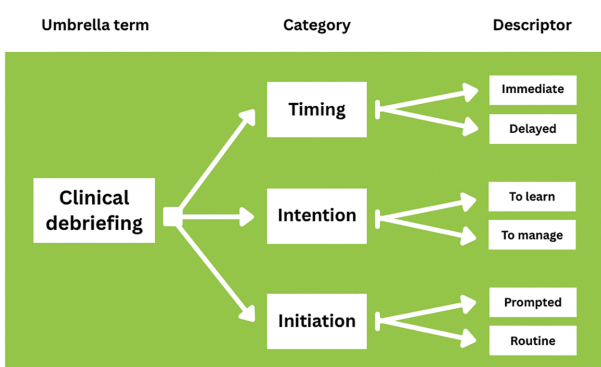 Umbrella term
Category
Descriptor
Clinical
debriefing
Timing
Immediate
Delayed
Intention
To learn
To manage
Initiation
Prompted
Routine